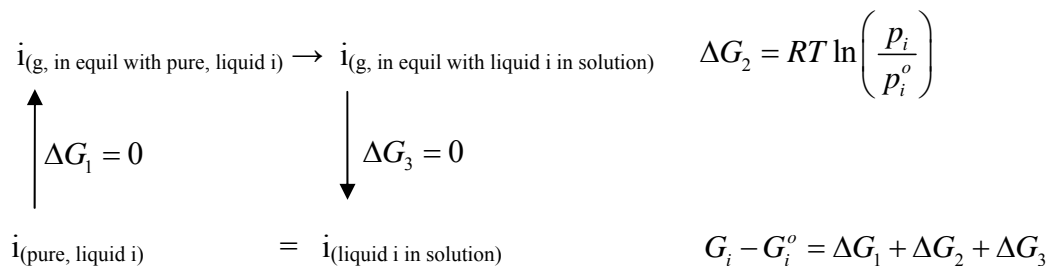 i(g, in equil with pure, liquid i) → i(g, in equil with liquid i in solution) ΔG₂ = RT ln(pᵢ / pᵢᵒ)
ΔG₁ = 0 ΔG₃ = 0
i(pure, liquid i) = i(liquid i in solution) Gᵢ − Gᵢᵒ = ΔG₁ + ΔG₂ + ΔG₃